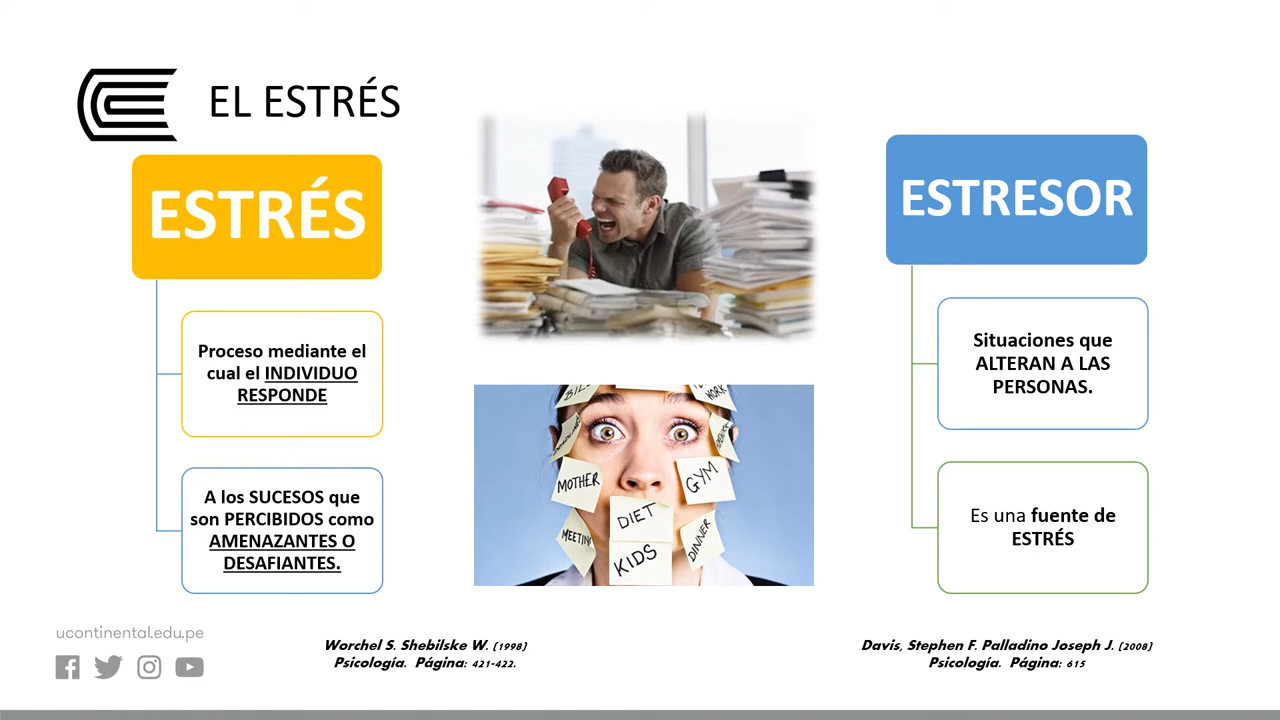 EL ESTRÉS
ESTRÉS
Proceso mediante el
cual el INDIVIDUO
RESPONDE
A los SUCESOS que
son PERCIBIDOS como
AMENAZANTES O
DESAFIANTES.
WORK
MOTHER
GYM
DIET
MEETING
DINNER
KIDS
ESTRESOR
Situaciones que
ALTERAN A LAS
PERSONAS.
Es una fuente de
ESTRÉS
ucontinental.edu.pe
Worchel S. Shebilske W. (1998)
Psicología. Página: 421-422.
Davis, Stephen F. Palladino Joseph J. (2008)
Psicología. Página: 615